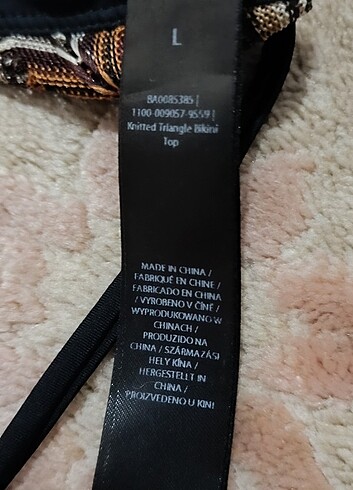 L
BA0085385 |
1100-009057-9559 |
Knitted Triangle Bikini
Top
MADE IN CHINA /
FABRIQUÉ EN CHINE /
FABRICADO EN CHINA
/ VYROBENO V ČÍNĚ /
WYPRODUKOWANO W
CHINACH /
PRODUZIDO NA
CHINA / SZÁRMAZÁSI
HELY KÍNA /
HERGESTELLT IN
CHINA /
PROIZVEDENO U KINI